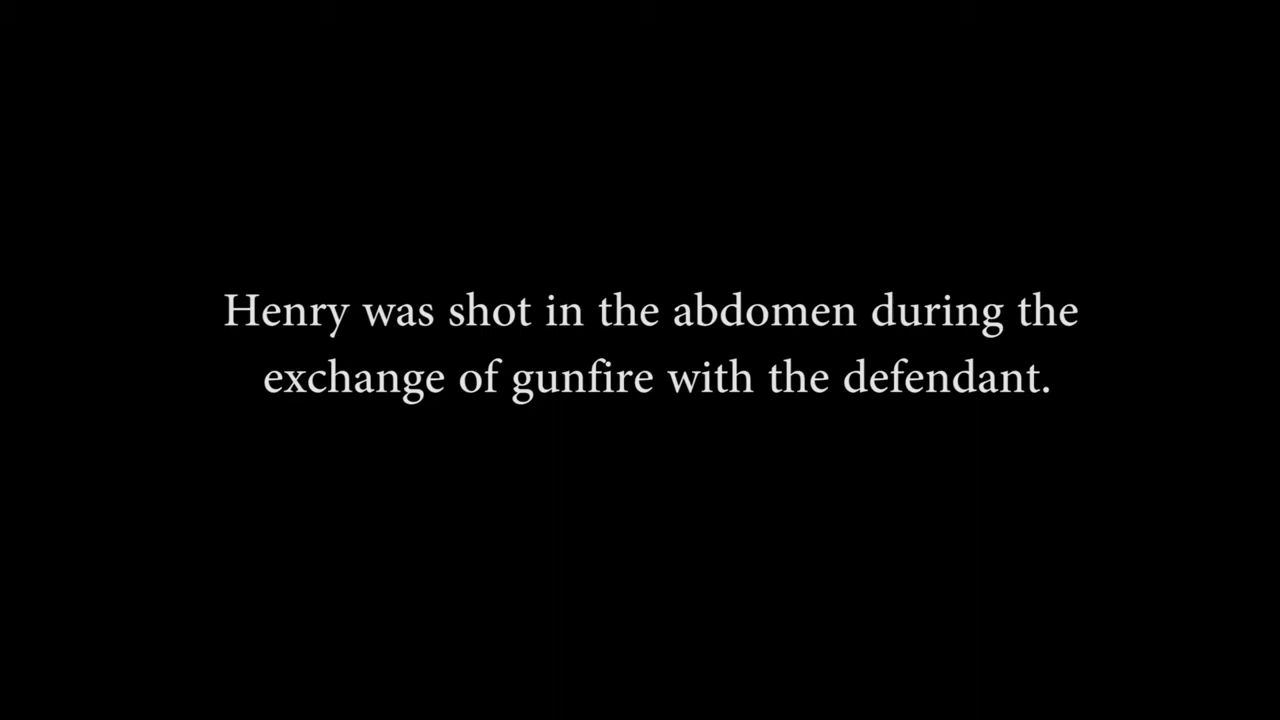 Henry was shot in the abdomen during the
exchange of gunfire with the defendant.